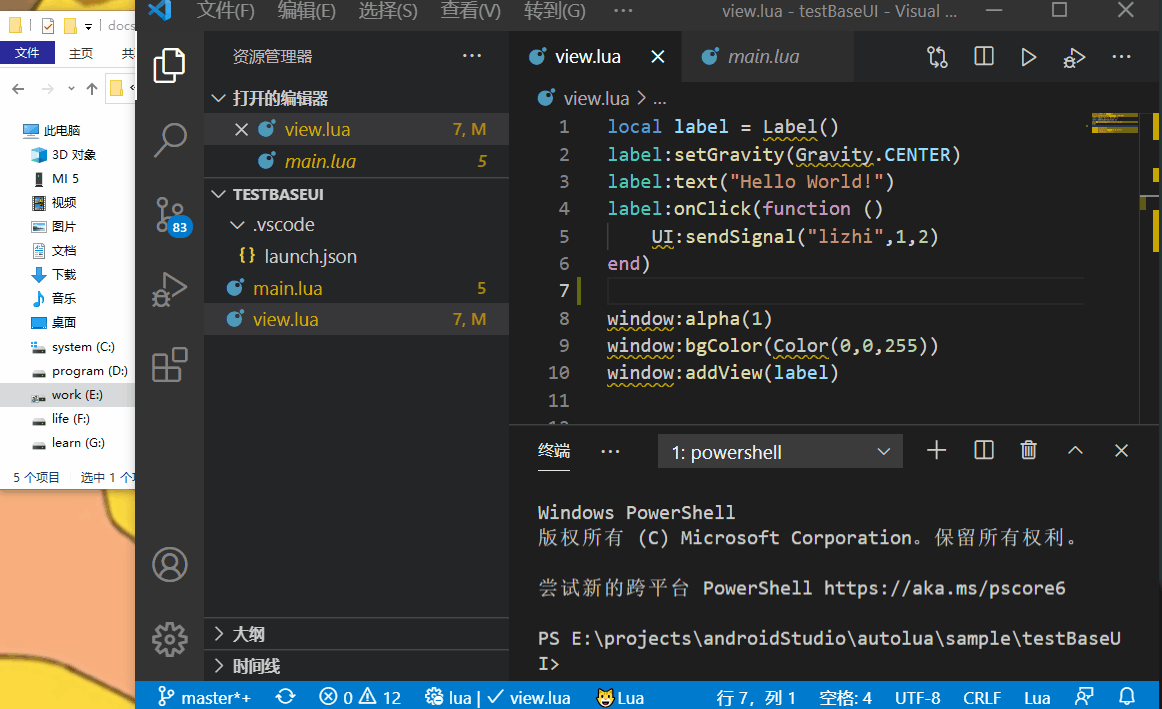 docs
文件
主页
共
此电脑
3D 对象
MI 5
视频
图片
文档
下载
音乐
桌面
system (C:)
program (D:)
work (E:)
life (F:)
learn (G:)
5 个项目 选中 1 个
文件(F) 编辑(E) 选择(S) 查看(V) 转到(G) ··· view.lua - testBaseUI - Visual ...
资源管理器 ···
打开的编辑器
view.lua 7, M
main.lua 5
TESTBASEUI
.vscode
{} launch.json
main.lua 5
view.lua 7, M
大纲
时间线
view.lua main.lua ···
view.lua > ...
1 local label = Label()
2 label:setGravity(Gravity.CENTER)
3 label:text("Hello World!")
4 label:onClick(function ()
5 UI:sendSignal("lizhi",1,2)
6 end)
7
8 window:alpha(1)
9 window:bgColor(Color(0,0,255))
10 window:addView(label)
11
终端 ··· 1: powershell
Windows PowerShell
版权所有 (C) Microsoft Corporation。保留所有权利。
尝试新的跨平台 PowerShell https://aka.ms/pscore6
PS E:\projects\androidStudio\autolua\sample\testBaseU
I>
83
master*+ 0 12 lua | ✓ view.lua Lua 行 7，列 1 空格: 4 UTF-8 CRLF Lua